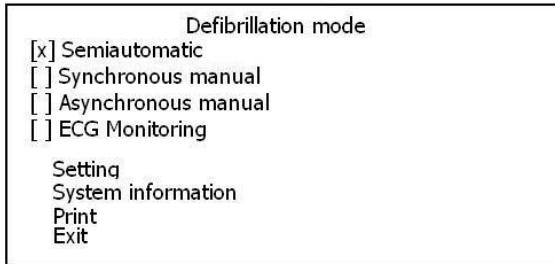 Defibrillation mode
[x] Semiautomatic
[ ] Synchronous manual
[ ] Asynchronous manual
[ ] ECG Monitoring
Setting
System information
Print
Exit